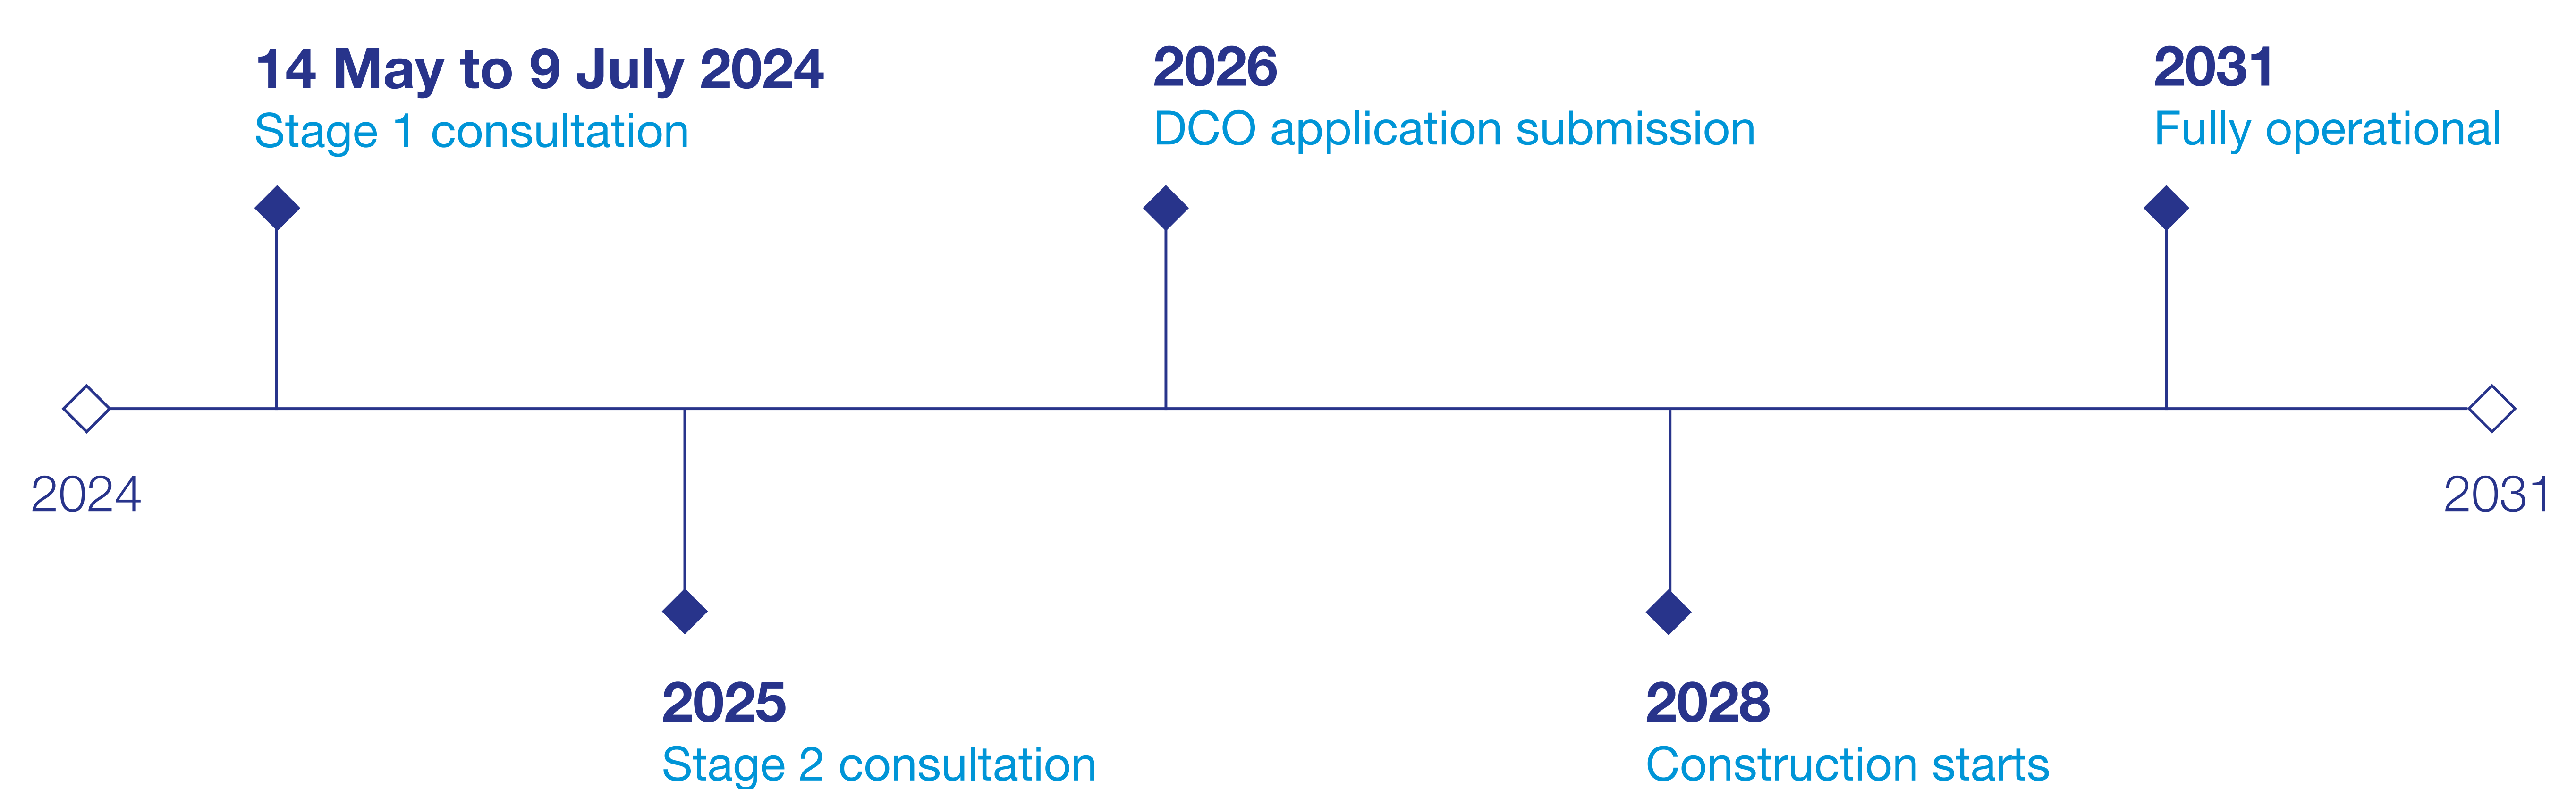 14 May to 9 July 2024
Stage 1 consultation
2026
DCO application submission
2031
Fully operational
2024
2031
2025
Stage 2 consultation
2028
Construction starts